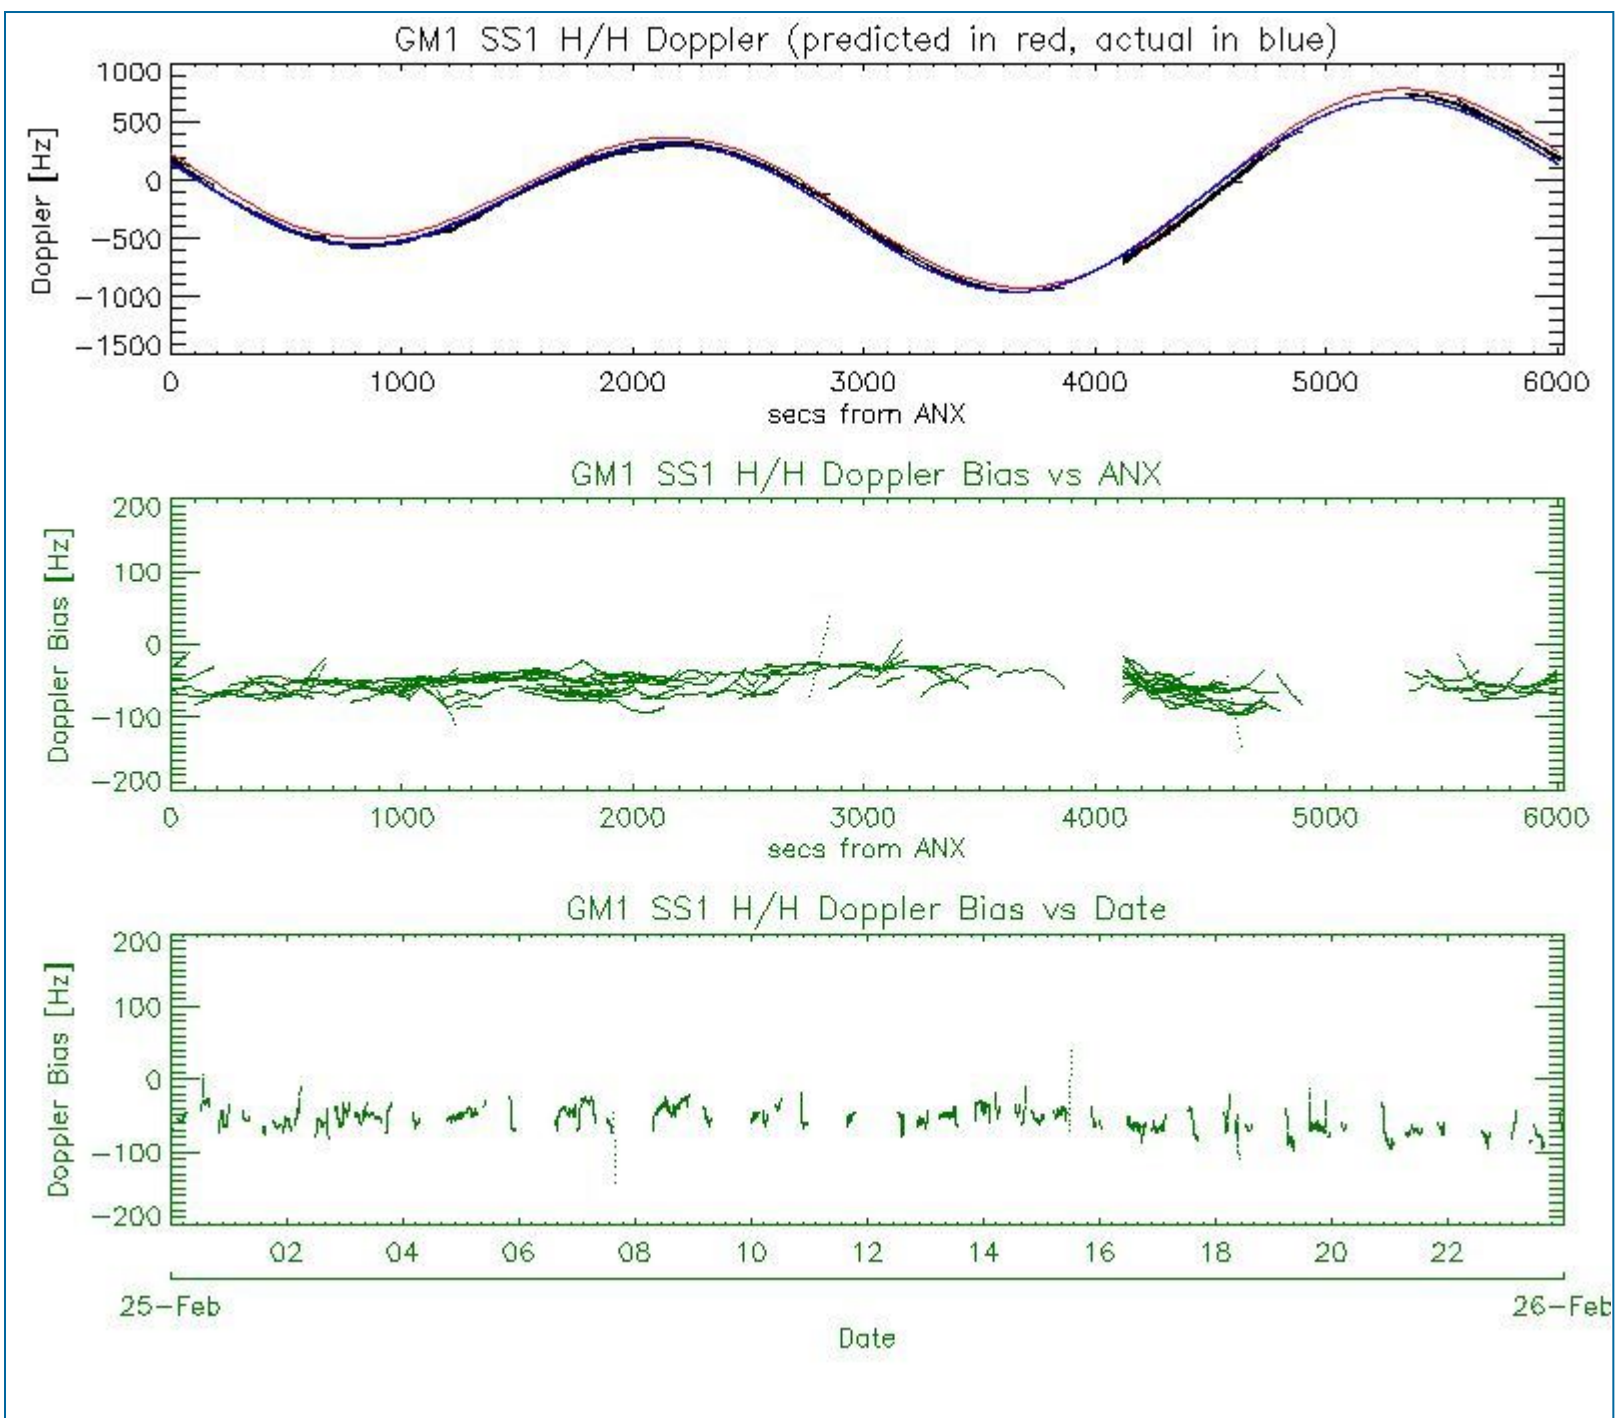 GM1 SS1 H/H Doppler (predicted in red, actual in blue)
1000
500
0
-500
-1000
-1500
Doppler [Hz]
0 1000 2000 3000 4000 5000 6000
secs from ANX
GM1 SS1 H/H Doppler Bias vs ANX
200
100
0
-100
-200
Doppler Bias [Hz]
0 1000 2000 3000 4000 5000 6000
secs from ANX
GM1 SS1 H/H Doppler Bias vs Date
200
100
0
-100
-200
Doppler Bias [Hz]
02 04 06 08 10 12 14 16 18 20 22
25-Feb 26-Feb
Date